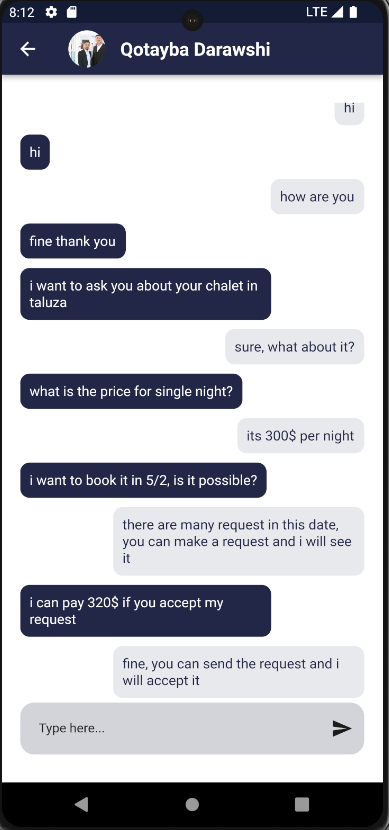 8:12
LTE
Qotayba Darawshi
hi
hi
how are you
fine thank you
i want to ask you about your chalet in
taluza
sure, what about it?
what is the price for single night?
its 300$ per night
i want to book it in 5/2, is it possible?
there are many request in this date,
you can make a request and i will see
it
i can pay 320$ if you accept my
request
fine, you can send the request and i
will accept it
Type here...